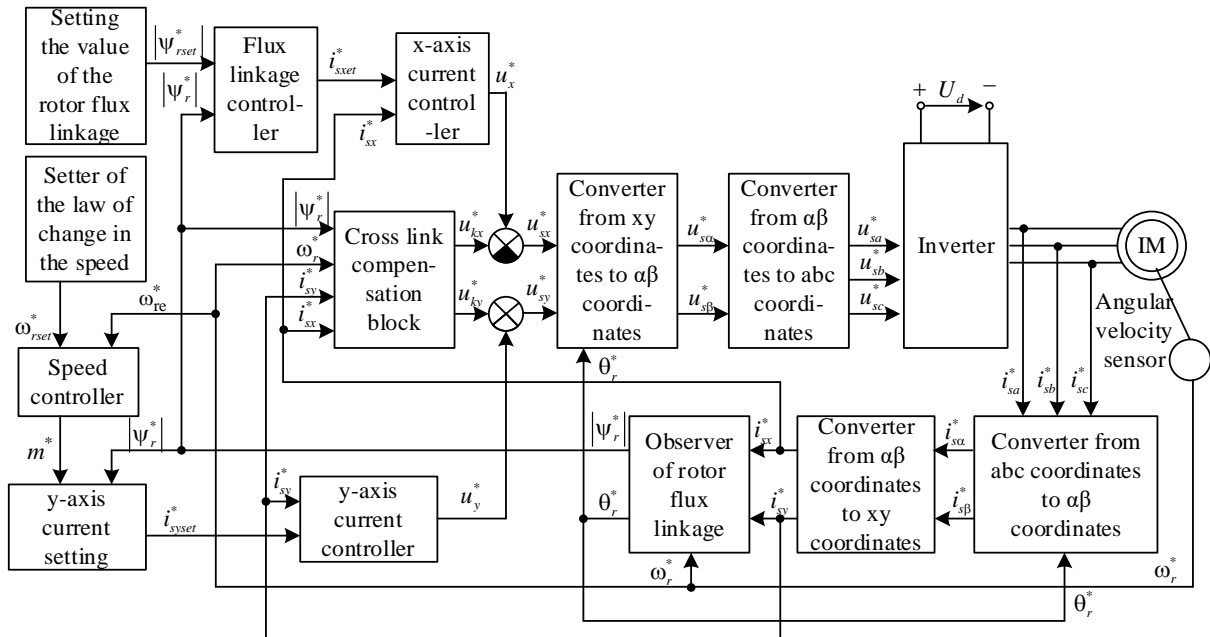 Setting
the value
of the
rotor flux
linkage
|ψ*rset|
|ψ*r|
Flux
linkage
control-
ler
i*sxet
i*sx
x-axis
current
control
-ler
u*x
Setter of
the law of
change in
the speed
ω*rset
ω*re
Speed
controller
m*
|ψ*r|
y-axis
current
setting
i*syset
|ψ*r|
ω*r
i*sy
i*sx
Cross link
compen-
sation
block
u*kx
u*ky
u*sx
u*sy
Converter
from xy
coordina-
tes to αβ
coordi-
nates
θ*r
u*sα
u*sβ
Converter
from αβ
coordina-
tes to abc
coordi-
nates
u*sa
u*sb
u*sc
+ Ud −
Inverter
IM
Angular
velocity
sensor
i*sa
i*sb
i*sc
i*sy
y-axis
current
controller
u*y
|ψ*r|
θ*r
Observer
of rotor
flux
linkage
ω*r
i*sx
i*sy
Converter
from αβ
coordinates
to xy
coordinates
i*sα
i*sβ
Converter from
abc coordinates
to αβ
coordinates
ω*r
θ*r